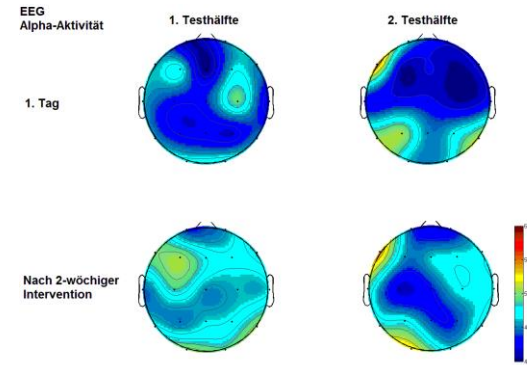 EEG
Alpha-Aktivität
1. Testhälfte
2. Testhälfte
1. Tag
Nach 2-wöchiger
Intervention